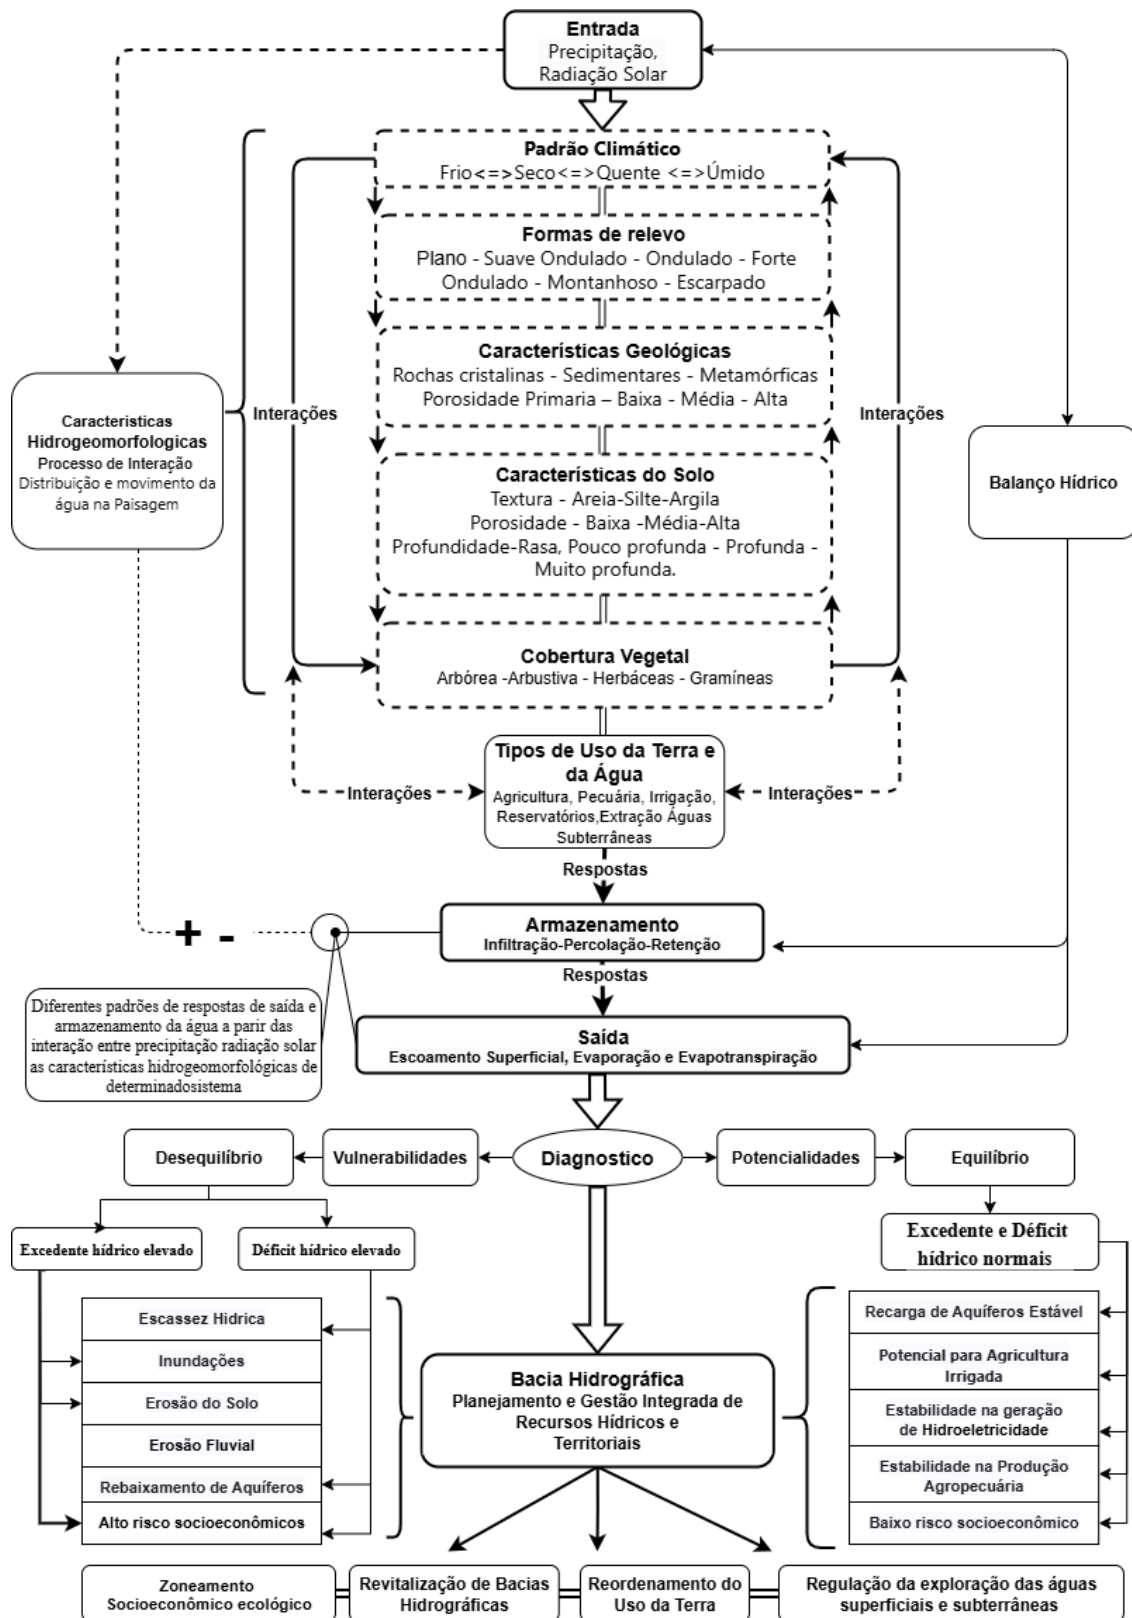 Entrada
Precipitação,
Radiação Solar
Padrão Climático
Frio<=>Seco<=>Quente <=>Úmido
Formas de relevo
Plano - Suave Ondulado - Ondulado - Forte
Ondulado - Montanhoso - Escarpado
Características Geológicas
Rochas cristalinas - Sedimentares - Metamórficas
Porosidade Primaria – Baixa - Média - Alta
Interações
Interações
Caracteristicas
Hidrogeomorfologicas
Processo de Interação
Distribuição e movimento da
água na Paisagem
Características do Solo
Textura - Areia-Silte-Argila
Porosidade - Baixa -Média-Alta
Profundidade-Rasa, Pouco profunda - Profunda -
Muito profunda.
Balanço Hídrico
Cobertura Vegetal
Arbórea -Arbustiva - Herbáceas - Gramíneas
Tipos de Uso da Terra e
da Água
Agricultura, Pecuária, Irrigação,
Reservatórios,Extração Águas
Subterrâneas
Interações
Interações
Respostas
Armazenamento
Infiltração-Percolação-Retenção
+ -
Respostas
Diferentes padrões de respostas de saída e
armazenamento da água a parir das
interação entre precipitação radiação solar
as características hidrogeomorfológicas de
determinadosistema
Saída
Escoamento Superficial, Evaporação e Evapotranspiração
Desequilíbrio
Vulnerabilidades
Diagnostico
Potencialidades
Equilíbrio
Excedente hídrico elevado
Déficit hídrico elevado
Excedente e Déficit
hídrico normais
Escassez Hidrica
Inundações
Erosão do Solo
Erosão Fluvial
Rebaixamento de Aquíferos
Alto risco socioeconômicos
Bacia Hidrográfica
Planejamento e Gestão Integrada de
Recursos Hídricos e
Territoriais
Recarga de Aquíferos Estável
Potencial para Agricultura
Irrigada
Estabilidade na geração
de Hidroeletricidade
Estabilidade na Produção
Agropecuária
Baixo risco socioeconômico
Zoneamento
Socioeconômico ecológico
Revitalização de Bacias
Hidrográficas
Reordenamento do
Uso da Terra
Regulação da exploração das águas
superficiais e subterrâneas